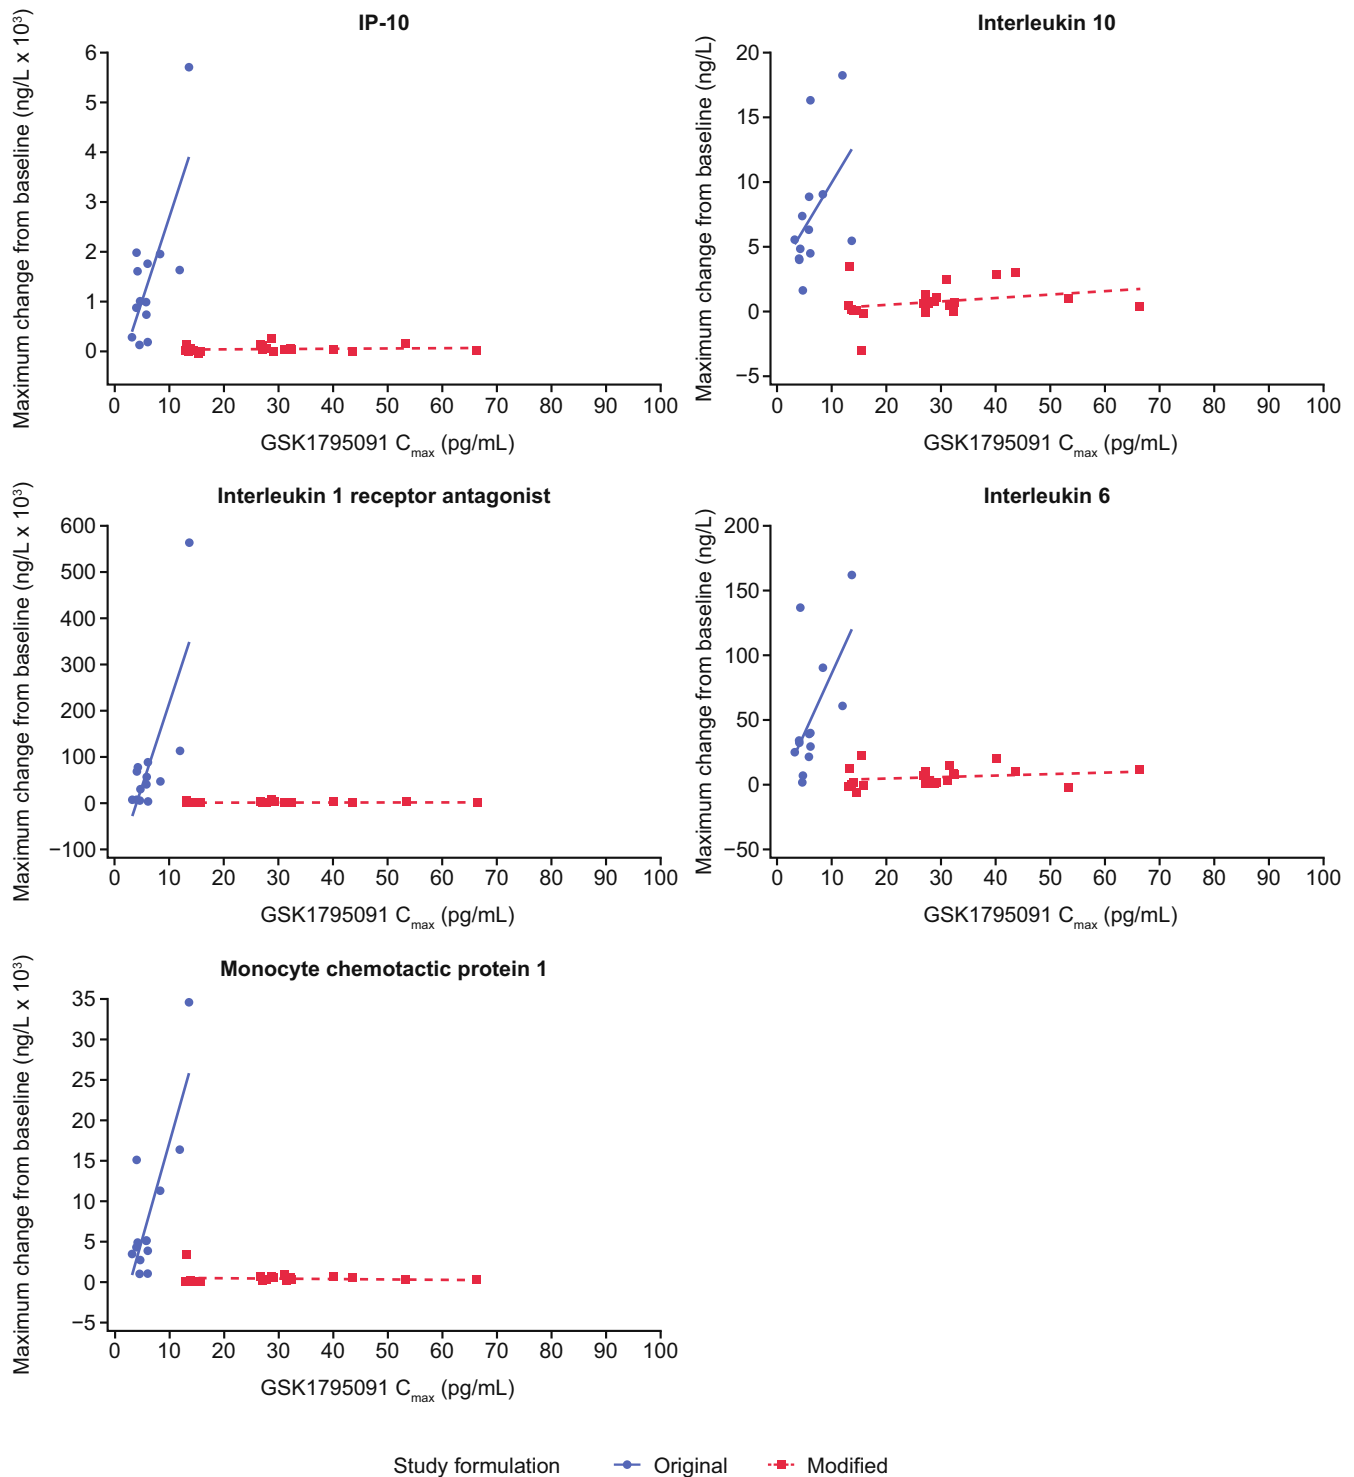 IP-10
Maximum change from baseline (ng/L x 10³)
6
5
4
3
2
1
0
0 10 20 30 40 50 60 70 80 90 100
GSK1795091 Cmax (pg/mL)
Interleukin 10
Maximum change from baseline (ng/L)
20
15
10
5
0
−5
0 10 20 30 40 50 60 70 80 90 100
GSK1795091 Cmax (pg/mL)
Interleukin 1 receptor antagonist
Maximum change from baseline (ng/L x 10³)
600
500
400
300
200
100
0
−100
0 10 20 30 40 50 60 70 80 90 100
GSK1795091 Cmax (pg/mL)
Interleukin 6
Maximum change from baseline (ng/L)
200
150
100
50
0
−50
0 10 20 30 40 50 60 70 80 90 100
GSK1795091 Cmax (pg/mL)
Monocyte chemotactic protein 1
Maximum change from baseline (ng/L x 10³)
35
30
25
20
15
10
5
0
−5
0 10 20 30 40 50 60 70 80 90 100
GSK1795091 Cmax (pg/mL)
Study formulation Original Modified